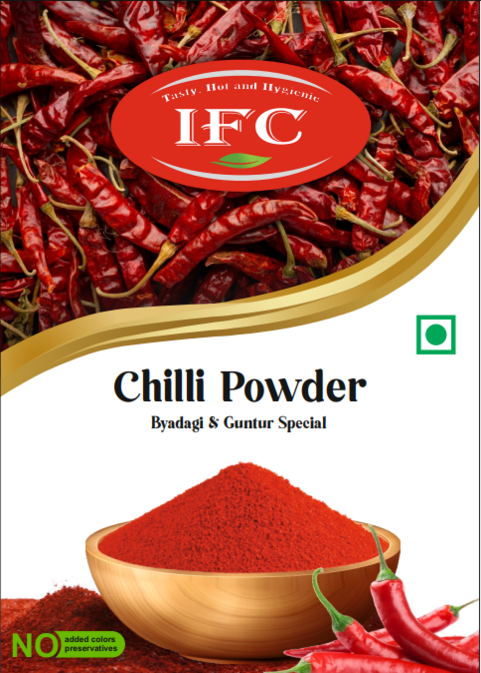 Tasty, Hot and Hygienic
IFC
Chilli Powder
Byadagi & Guntur Special
NO added colors
preservatives